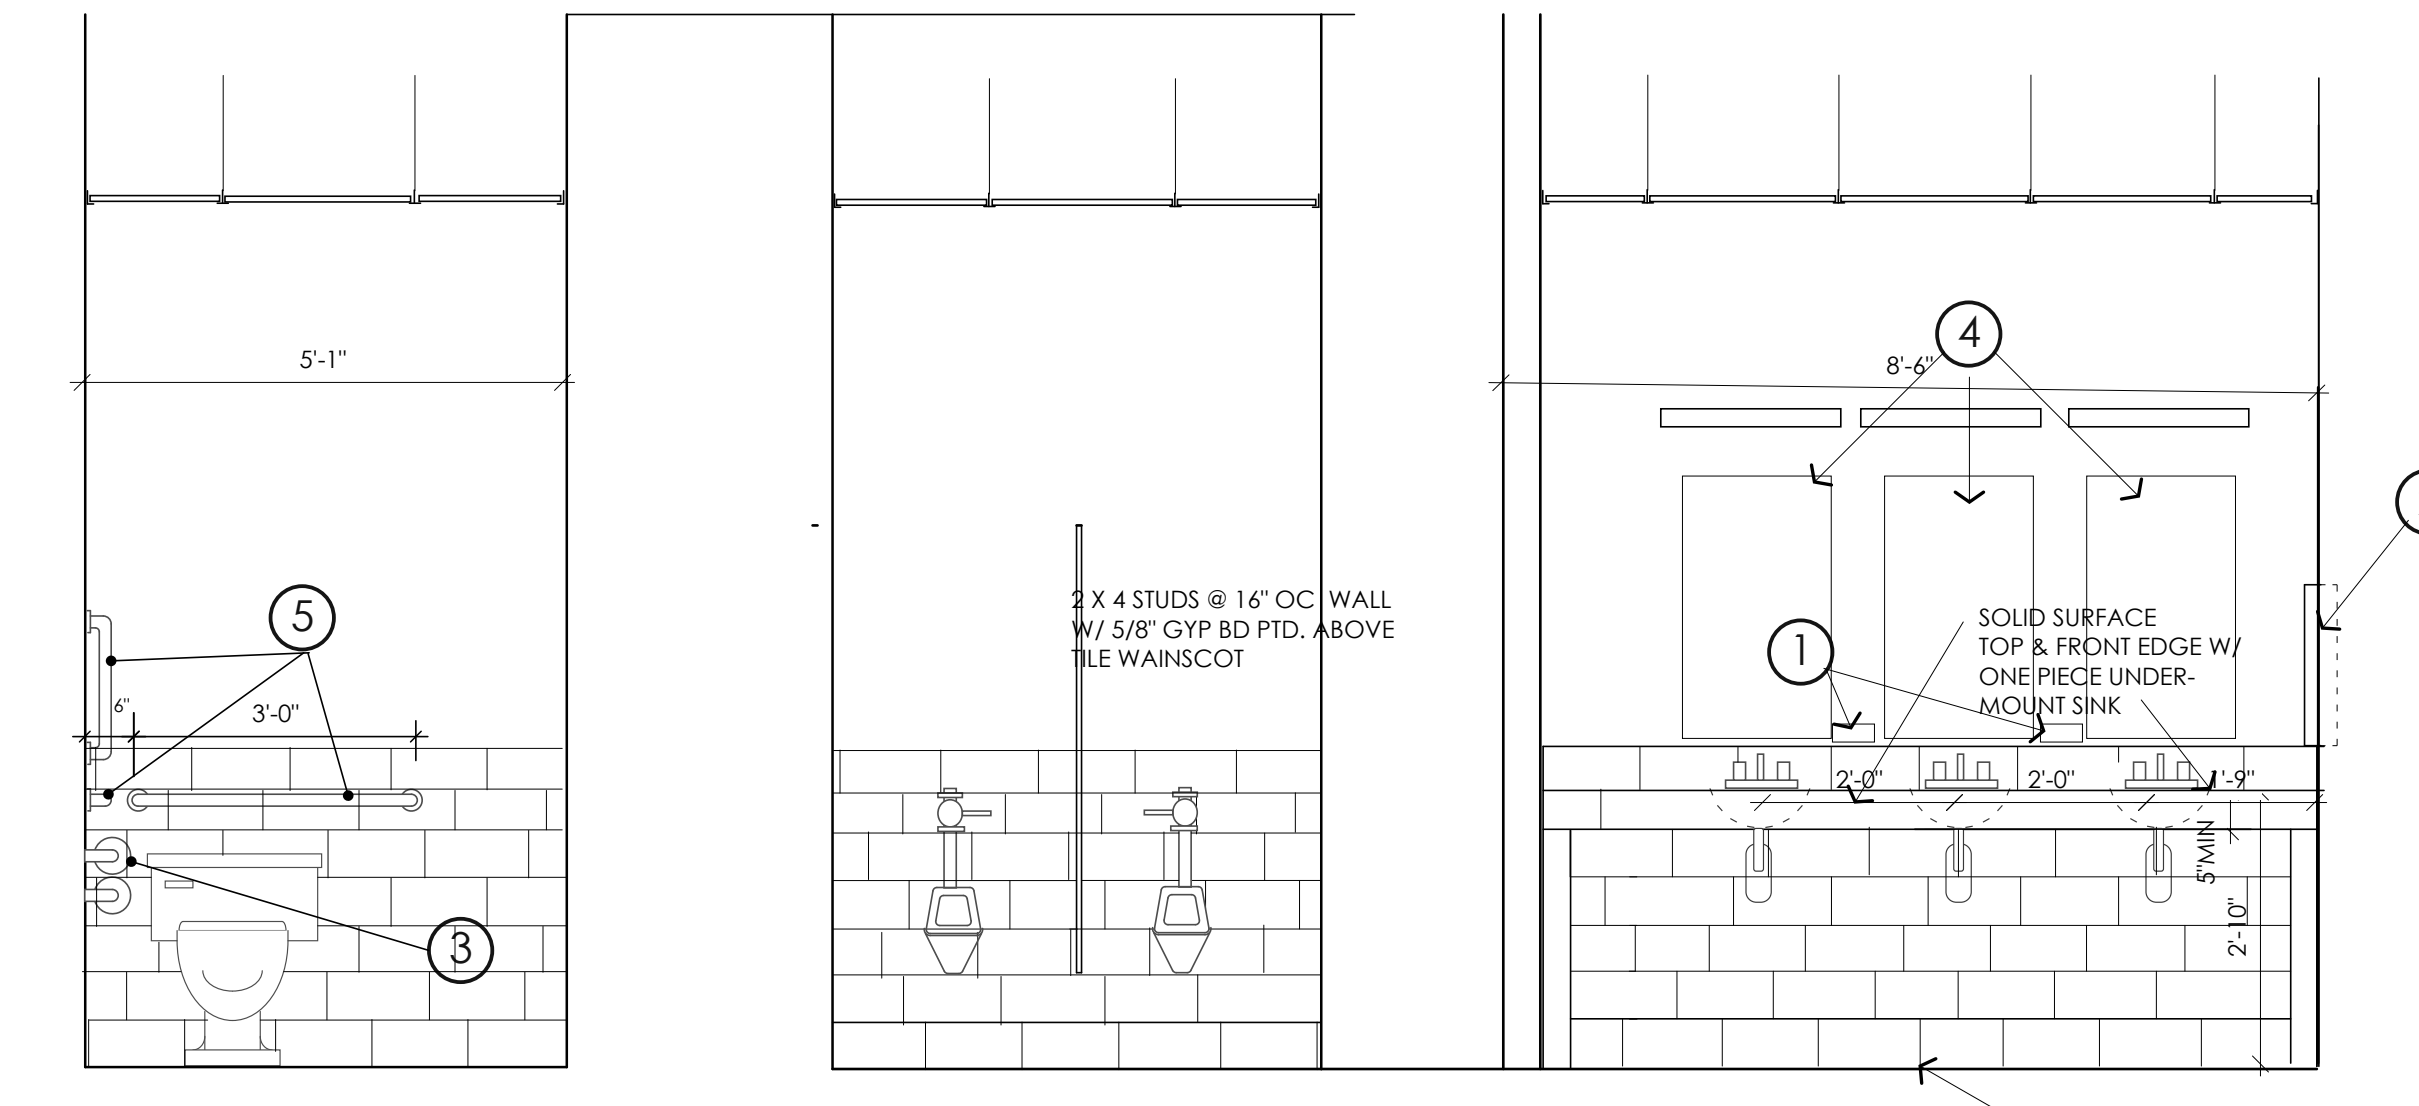 5'-1"
5
6"
3'-0"
3
2 X 4 STUDS @ 16" OC WALL
W/ 5/8" GYP BD PTD. ABOVE
TILE WAINSCOT
4
8'-6"
1
SOLID SURFACE
TOP & FRONT EDGE W/
ONE PIECE UNDER-
MOUNT SINK
2'-0"
2'-0"
1'-9"
5"MIN
2'-10"